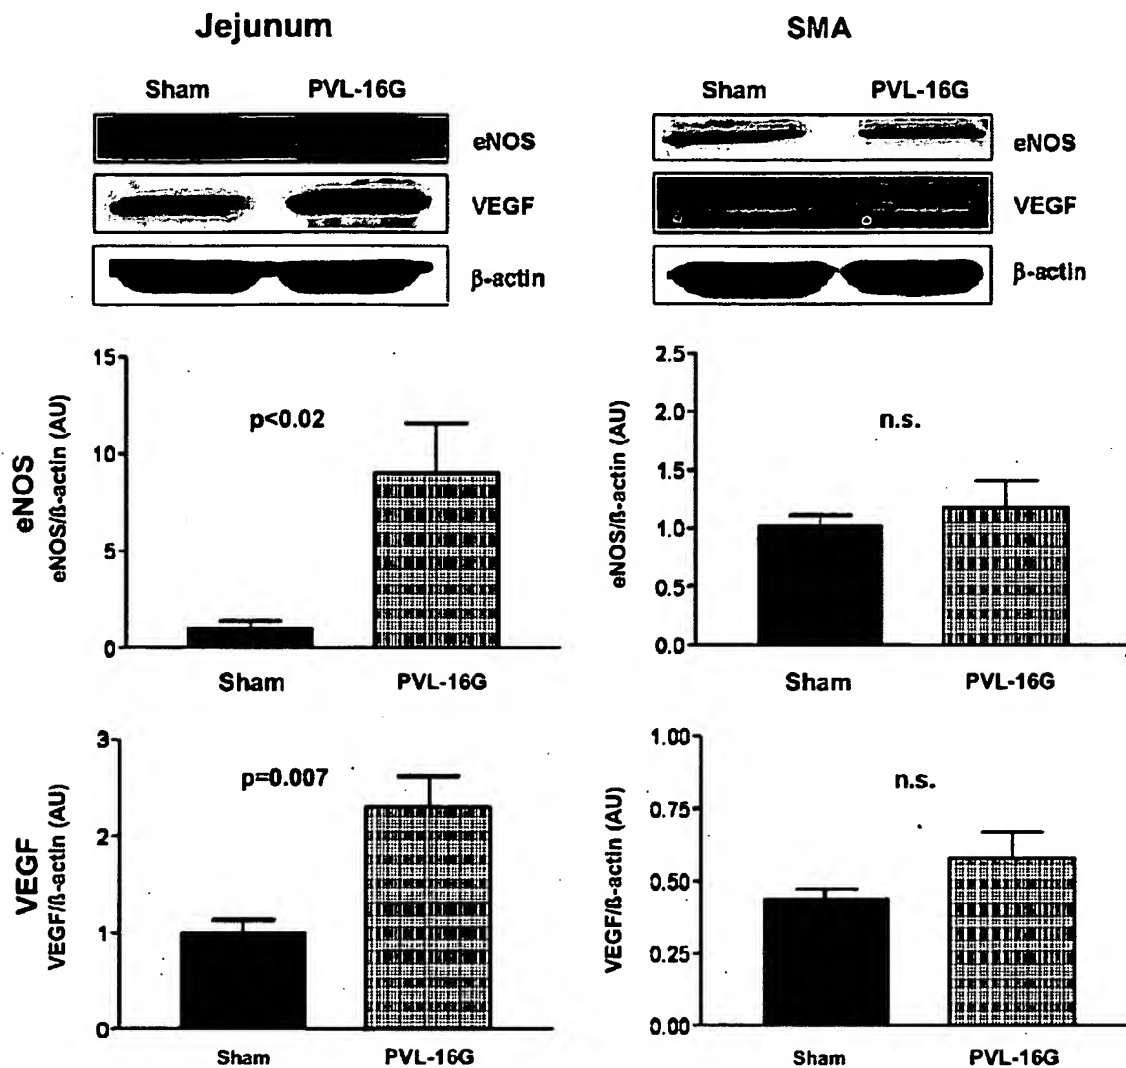 Jejunum
Sham PVL-16G
eNOS
VEGF
β-actin
SMA
Sham PVL-16G
eNOS
VEGF
β-actin
eNOS
eNOS/ß-actin (AU)
15
10
5
0
p<0.02
Sham PVL-16G
eNOS/ß-actin (AU)
2.5
2.0
1.5
1.0
0.5
0.0
n.s.
Sham PVL-16G
VEGF
VEGF/ß-actin (AU)
3
2
1
0
p=0.007
Sham PVL-16G
VEGF/ß-actin (AU)
1.00
0.75
0.50
0.25
0.00
n.s.
Sham PVL-16G